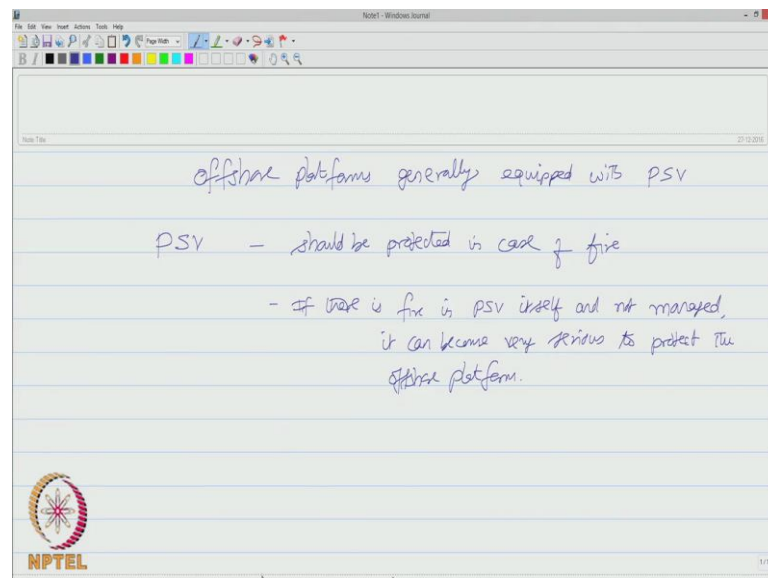 Note1 - Windows Journal
File Edit View Insert Actions Tools Help
Page Width
B I
Note Title
27-12-2016
offshore platforms generally equipped with PSV
PSV - should be protected in case of fire
- If there is fire in PSV itself and not managed,
it can become very serious to protect the
offshore platform.
NPTEL
1/1